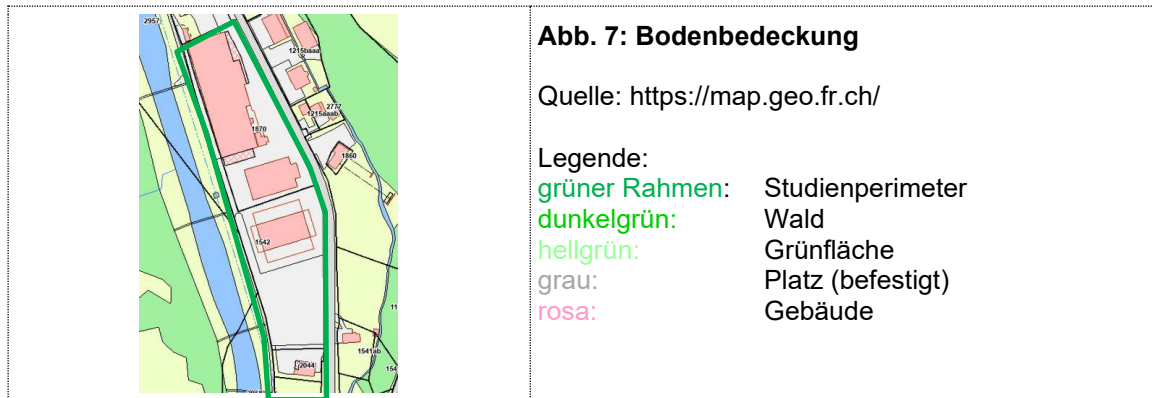 2957
1215baaa
2777
1215aaab
1870
1860
1542
1541ab
2044
Abb. 7: Bodenbedeckung
Quelle: https://map.geo.fr.ch/
Legende:
grüner Rahmen: Studienperimeter
dunkelgrün: Wald
hellgrün: Grünfläche
grau: Platz (befestigt)
rosa: Gebäude